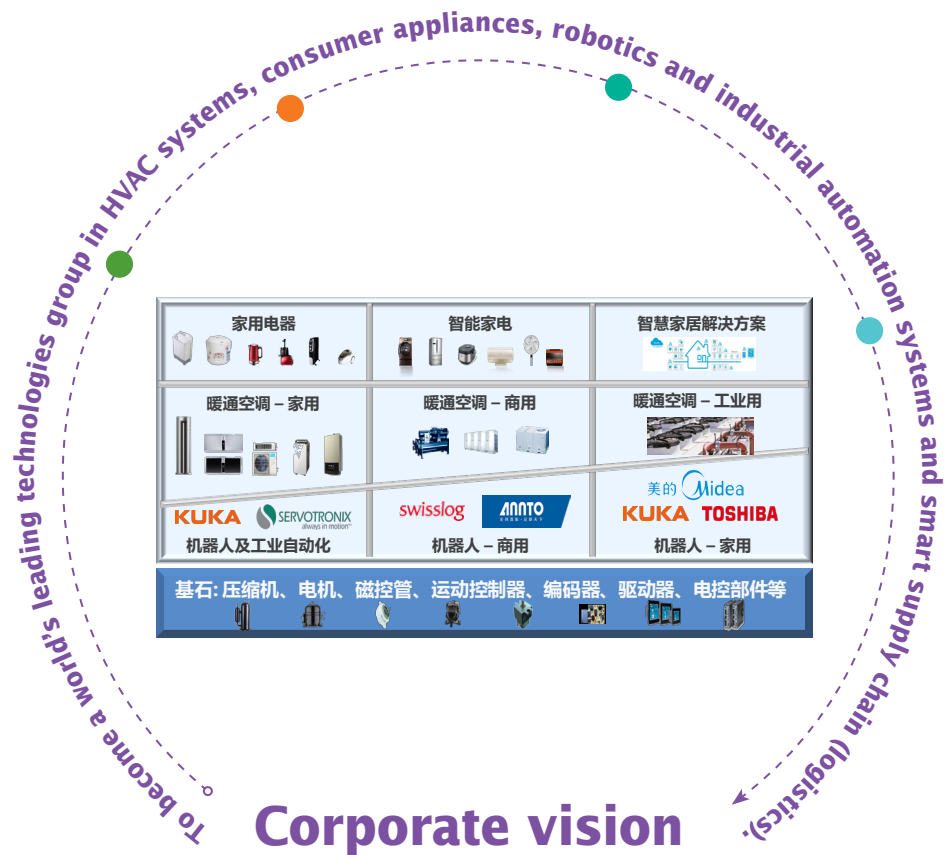 To become a world's leading technologies group in HVAC systems, consumer appliances, robotics and industrial automation systems and smart supply chain (logistics).
家用电器
智能家电
智慧家居解决方案
暖通空调 – 家用
暖通空调 – 商用
暖通空调 – 工业用
美的 Midea
KUKA SERVOTRONIX
always in motion™
swisslog ANNTO
KUKA TOSHIBA
机器人及工业自动化
机器人 – 商用
机器人 – 家用
基石: 压缩机、电机、磁控管、运动控制器、编码器、驱动器、电控部件等
Corporate vision